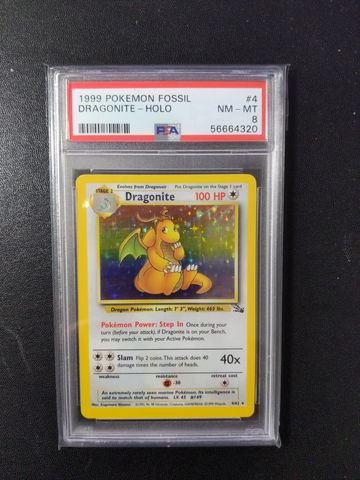 1999 POKEMON FOSSIL #4
DRAGONITE - HOLO NM - MT
8
PSA 56664320
STAGE 2 Evolves from Dragonair Put Dragonite on the Stage 1 card
Dragonite 100 HP
Dragon Pokémon. Length: 7' 3", Weight: 463 lbs.
Pokémon Power: Step In Once during your
turn (before your attack), if Dragonite is on your Bench,
you may switch it with your Active Pokémon.
Slam Flip 2 coins. This attack does 40
damage times the number of heads. 40x
weakness resistance retreat cost
-30
An extremely rarely seen marine Pokémon. Its intelligence is
said to match that of humans. LV. 45 #149
4/62